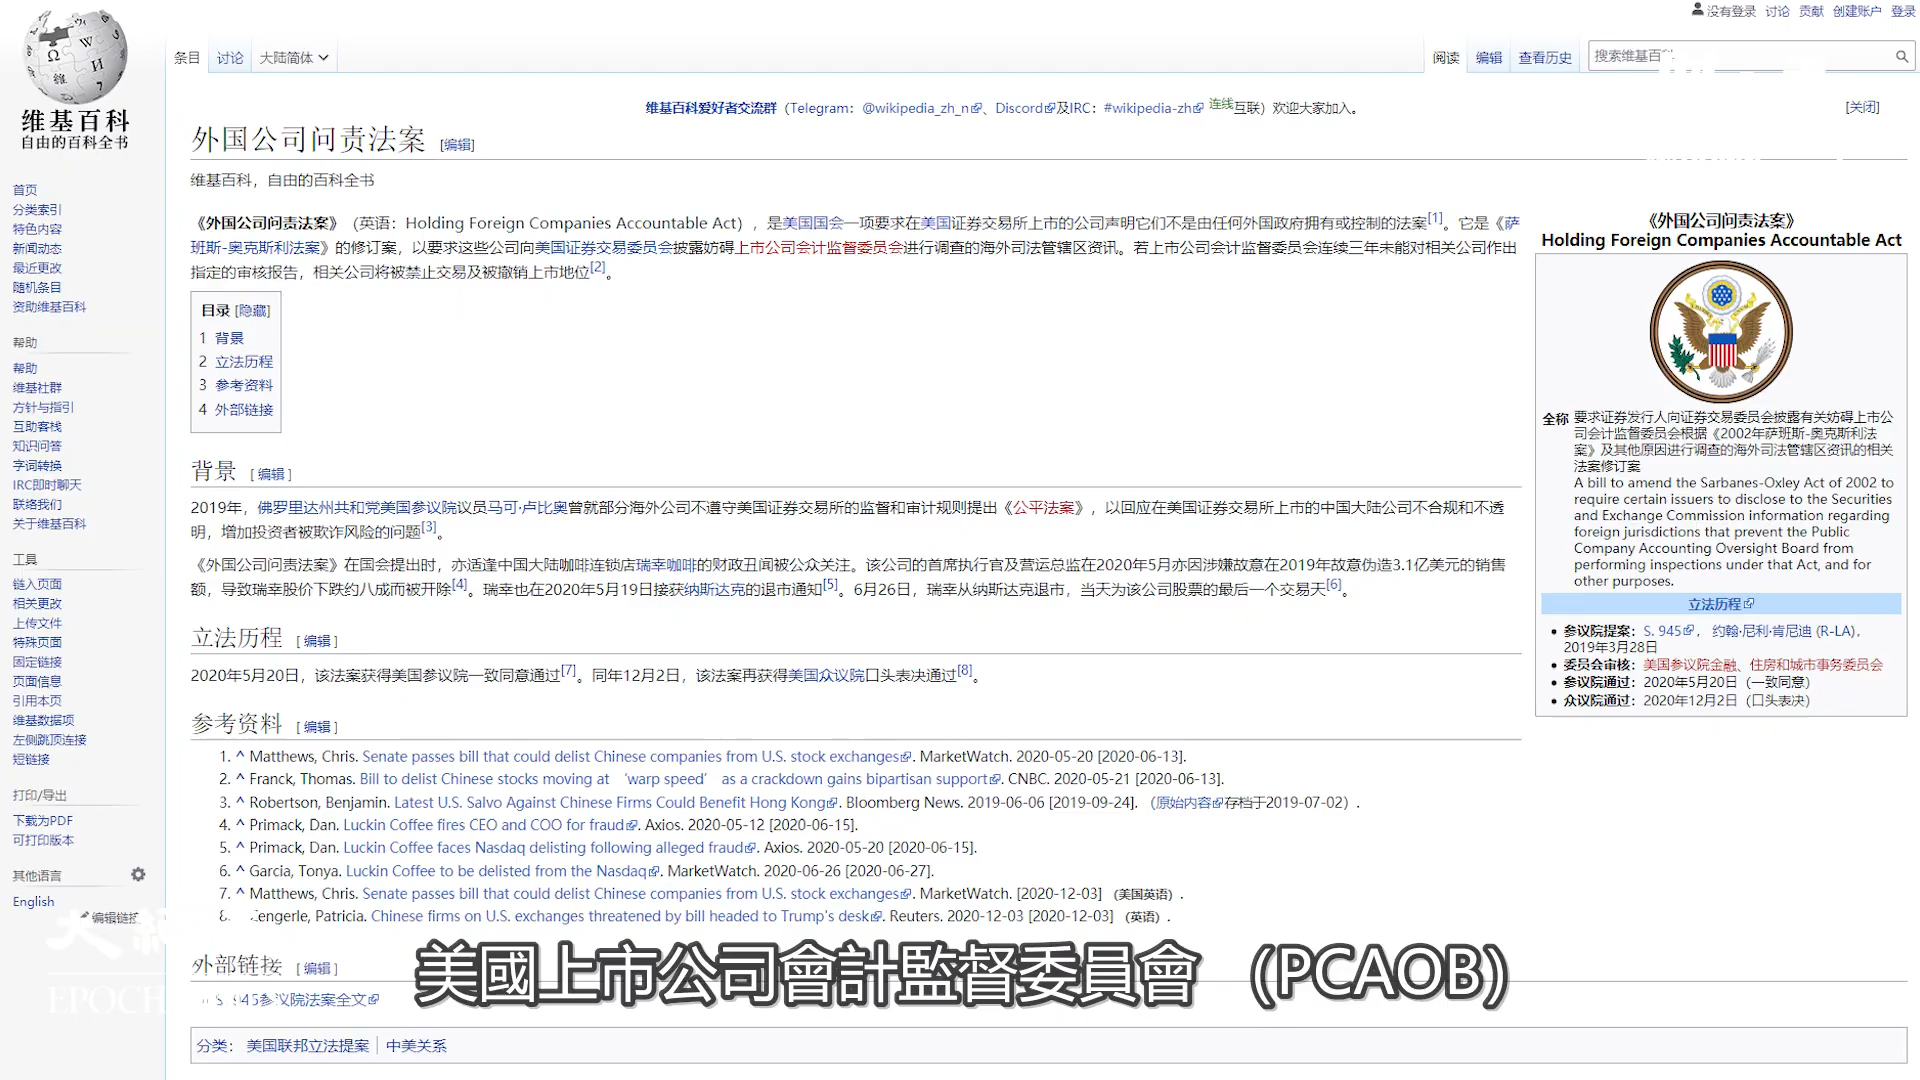 没有登录 讨论 贡献 创建账户 登录
条目 讨论 大陆简体 阅读 编辑 查看历史 搜索维基百科
维基百科
自由的百科全书
维基百科爱好者交流群（Telegram：@wikipedia_zh_n、Discord及IRC：#wikipedia-zh 连线互联）欢迎大家加入。 [关闭]
外国公司问责法案 [编辑]
维基百科，自由的百科全书
《外国公司问责法案》（英语：Holding Foreign Companies Accountable Act），是美国国会一项要求在美国证券交易所上市的公司声明它们不是由任何外国政府拥有或控制的法案[1]。它是《萨
班斯-奥克斯利法案》的修订案，以要求这些公司向美国证券交易委员会披露妨碍上市公司会计监督委员会进行调查的海外司法管辖区资讯。若上市公司会计监督委员会连续三年未能对相关公司作出
指定的审核报告，相关公司将被禁止交易及被撤销上市地位[2]。
目录 [隐藏]
1 背景
2 立法历程
3 参考资料
4 外部链接
背景 [编辑]
2019年，佛罗里达州共和党美国参议院议员马可·卢比奥曾就部分海外公司不遵守美国证券交易所的监督和审计规则提出《公平法案》，以回应在美国证券交易所上市的中国大陆公司不合规和不透
明，增加投资者被欺诈风险的问题[3]。
《外国公司问责法案》在国会提出时，亦适逢中国大陆咖啡连锁店瑞幸咖啡的财政丑闻被公众关注。该公司的首席执行官及营运总监在2020年5月亦因涉嫌故意在2019年故意伪造3.1亿美元的销售
额，导致瑞幸股价下跌约八成而被开除[4]。瑞幸也在2020年5月19日接获纳斯达克的退市通知[5]。6月26日，瑞幸从纳斯达克退市，当天为该公司股票的最后一个交易天[6]。
立法历程 [编辑]
2020年5月20日，该法案获得美国参议院一致同意通过[7]。同年12月2日，该法案再获得美国众议院口头表决通过[8]。
参考资料 [编辑]
1. ^ Matthews, Chris. Senate passes bill that could delist Chinese companies from U.S. stock exchanges. MarketWatch. 2020-05-20 [2020-06-13].
2. ^ Franck, Thomas. Bill to delist Chinese stocks moving at ‘warp speed’ as a crackdown gains bipartisan support. CNBC. 2020-05-21 [2020-06-13].
3. ^ Robertson, Benjamin. Latest U.S. Salvo Against Chinese Firms Could Benefit Hong Kong. Bloomberg News. 2019-06-06 [2019-09-24]. （原始内容存档于2019-07-02）.
4. ^ Primack, Dan. Luckin Coffee fires CEO and COO for fraud. Axios. 2020-05-12 [2020-06-15].
5. ^ Primack, Dan. Luckin Coffee faces Nasdaq delisting following alleged fraud. Axios. 2020-05-20 [2020-06-15].
6. ^ Garcia, Tonya. Luckin Coffee to be delisted from the Nasdaq. MarketWatch. 2020-06-26 [2020-06-27].
7. ^ Matthews, Chris. Senate passes bill that could delist Chinese companies from U.S. stock exchanges. MarketWatch. [2020-12-03] （美国英语）.
8. Zengerle, Patricia. Chinese firms on U.S. exchanges threatened by bill headed to Trump's desk. Reuters. 2020-12-03 [2020-12-03] （英语）.
外部链接 [编辑]
S. 945参议院法案全文
分类： 美国联邦立法提案 | 中美关系
《外国公司问责法案》
Holding Foreign Companies Accountable Act
全称 要求证券发行人向证券交易委员会披露有关妨碍上市公
司会计监督委员会根据《2002年萨班斯-奥克斯利法
案》及其他原因进行调查的海外司法管辖区资讯的相关
法案修订案
A bill to amend the Sarbanes-Oxley Act of 2002 to
require certain issuers to disclose to the Securities
and Exchange Commission information regarding
foreign jurisdictions that prevent the Public
Company Accounting Oversight Board from
performing inspections under that Act, and for
other purposes.
立法历程
• 参议院提案：S. 945， 约翰·尼利·肯尼迪 (R-LA)，
2019年3月28日
• 委员会审核：美国参议院金融、住房和城市事务委员会
• 参议院通过：2020年5月20日（一致同意）
• 众议院通过：2020年12月2日（口头表决）
首页
分类索引
特色内容
新闻动态
最近更改
随机条目
资助维基百科
帮助
帮助
维基社群
方针与指引
互助客栈
知识问答
字词转换
IRC即时聊天
联络我们
关于维基百科
工具
链入页面
相关更改
上传文件
特殊页面
固定链接
页面信息
引用本页
维基数据项
左侧跳顶连接
短链接
打印/导出
下载为PDF
可打印版本
其他语言
English
编辑链接
大紀
EPOCH
美國上市公司會計監督委員會 （PCAOB）